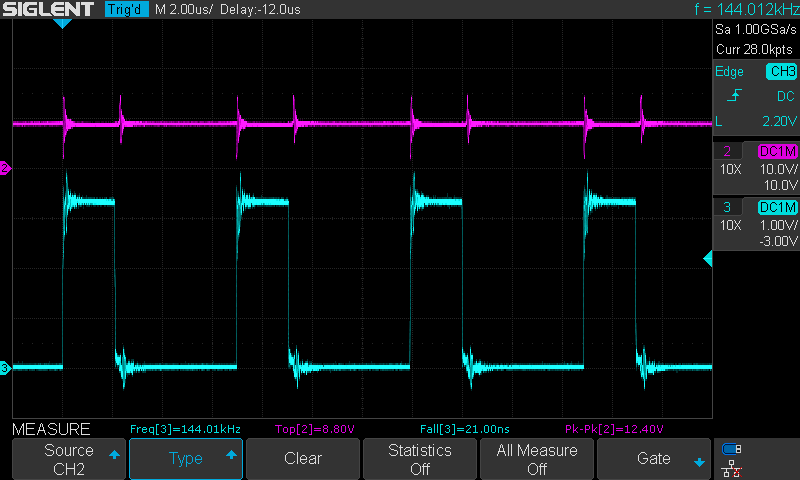 SIGLENT Trig'd M 2.00us/ Delay:-12.0us f = 144.012kHz
Sa 1.00GSa/s
Curr 28.0kpts
Edge CH3
DC
L 2.20V
2 DC1M
10X 10.0V/
10.0V
3 DC1M
10X 1.00V/
-3.00V
2
3
MEASURE Freq[3]=144.01kHz Top[2]=8.80V Fall[3]=21.00ns Pk-Pk[2]=12.40V
Source
CH2
Type
Clear
Statistics
Off
All Measure
Off
Gate